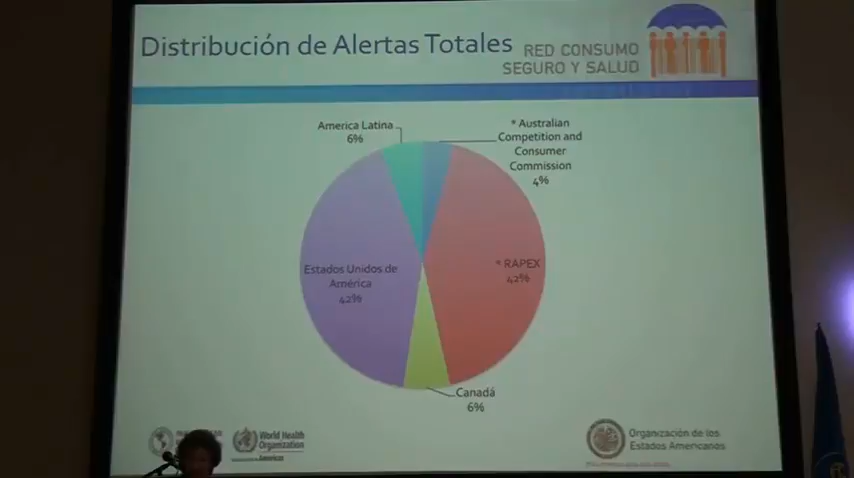 Distribución de Alertas Totales
RED CONSUMO
SEGURO Y SALUD
America Latina
6%
* Australian
Competition and
Consumer
Commission
4%
Estados Unidos de
América
42%
* RAPEX
42%
Canadá
6%
World Health
Organization
Americas
Organización de los
Estados Americanos